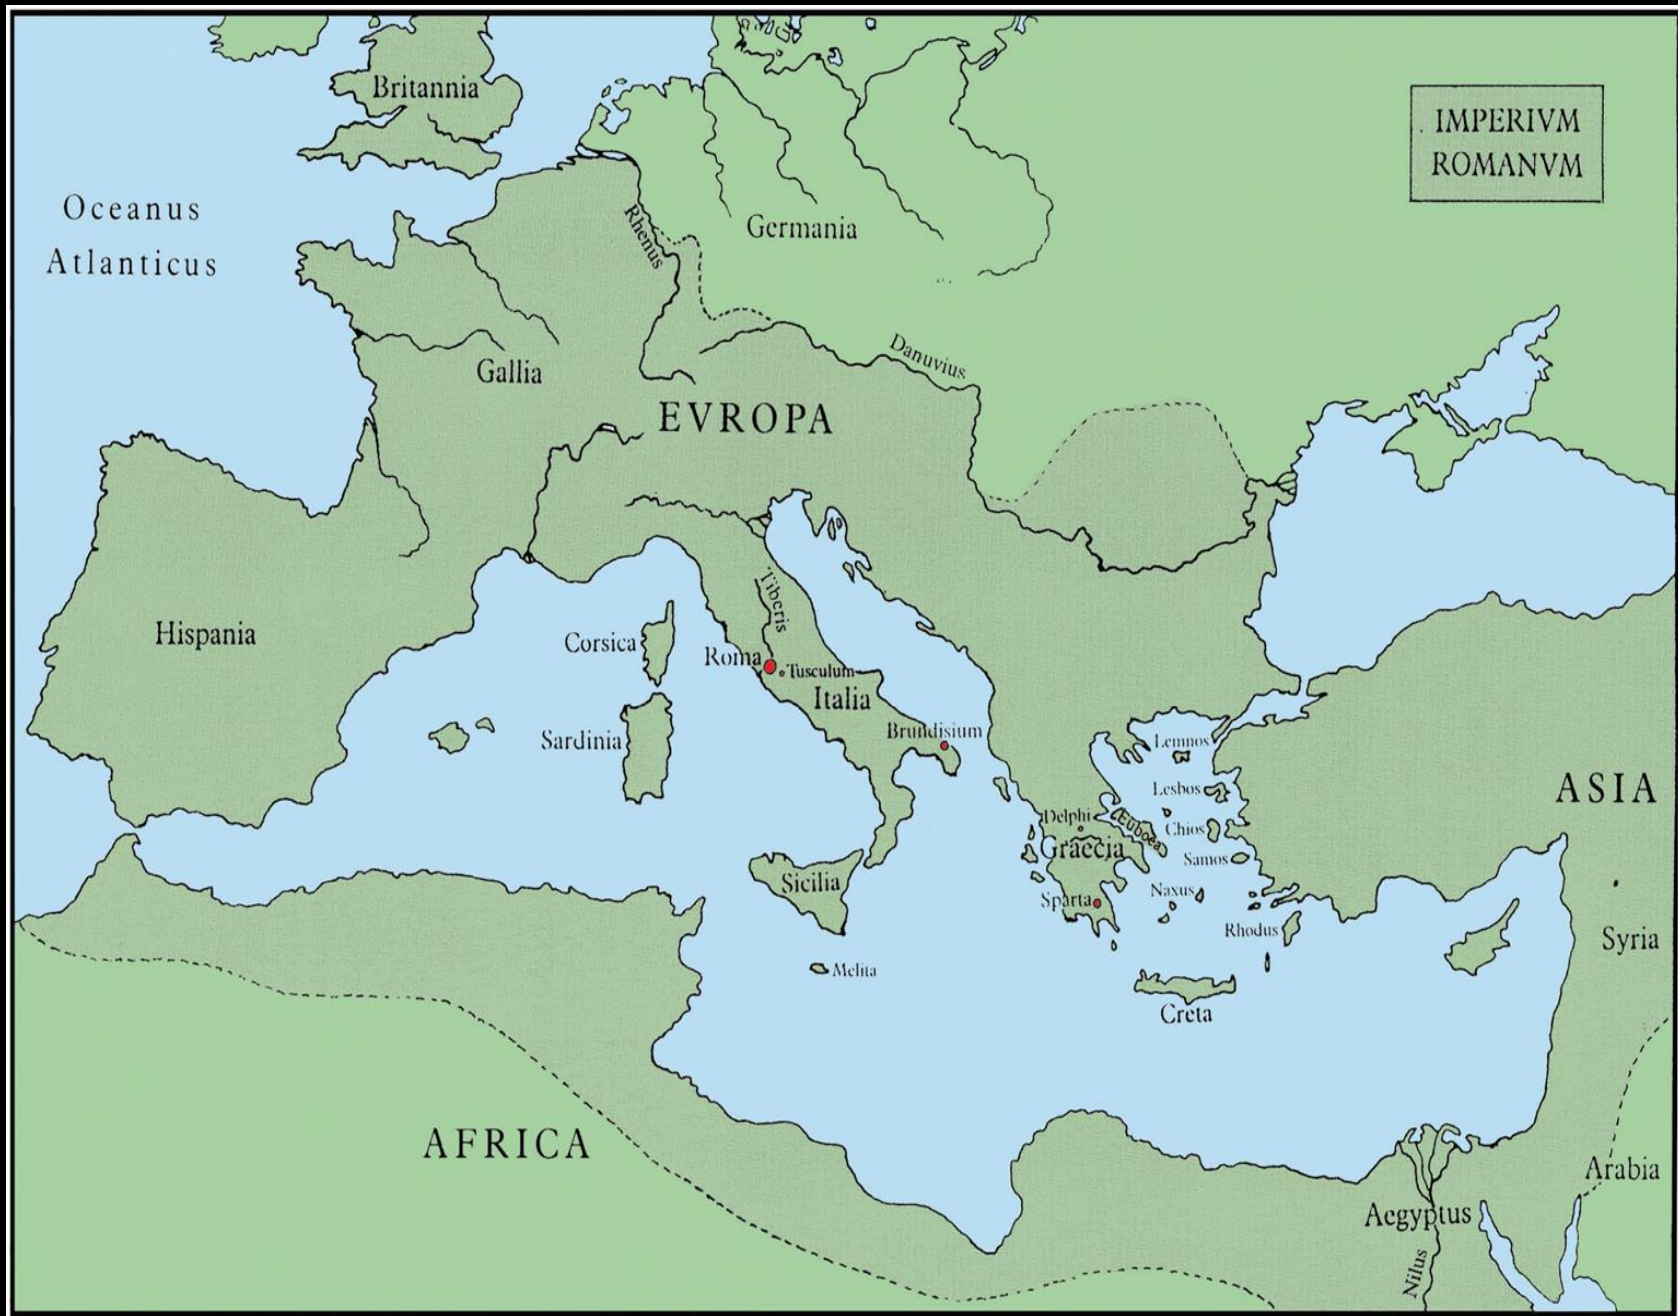 Britannia
IMPERIVM
ROMANVM
Oceanus
Atlanticus
Germania
Rhenus
Danuvius
Gallia
EVROPA
Hispania
Tiberis
Corsica
Roma
Tusculum
Italia
Sardinia
Brundisium
Lemnos
Lesbos
ASIA
Delphi
Euboea
Chios
Graecia
Samos
Sicilia
Naxus
Sparta
Rhodus
Syria
Melita
Creta
AFRICA
Arabia
Aegyptus
Nilus